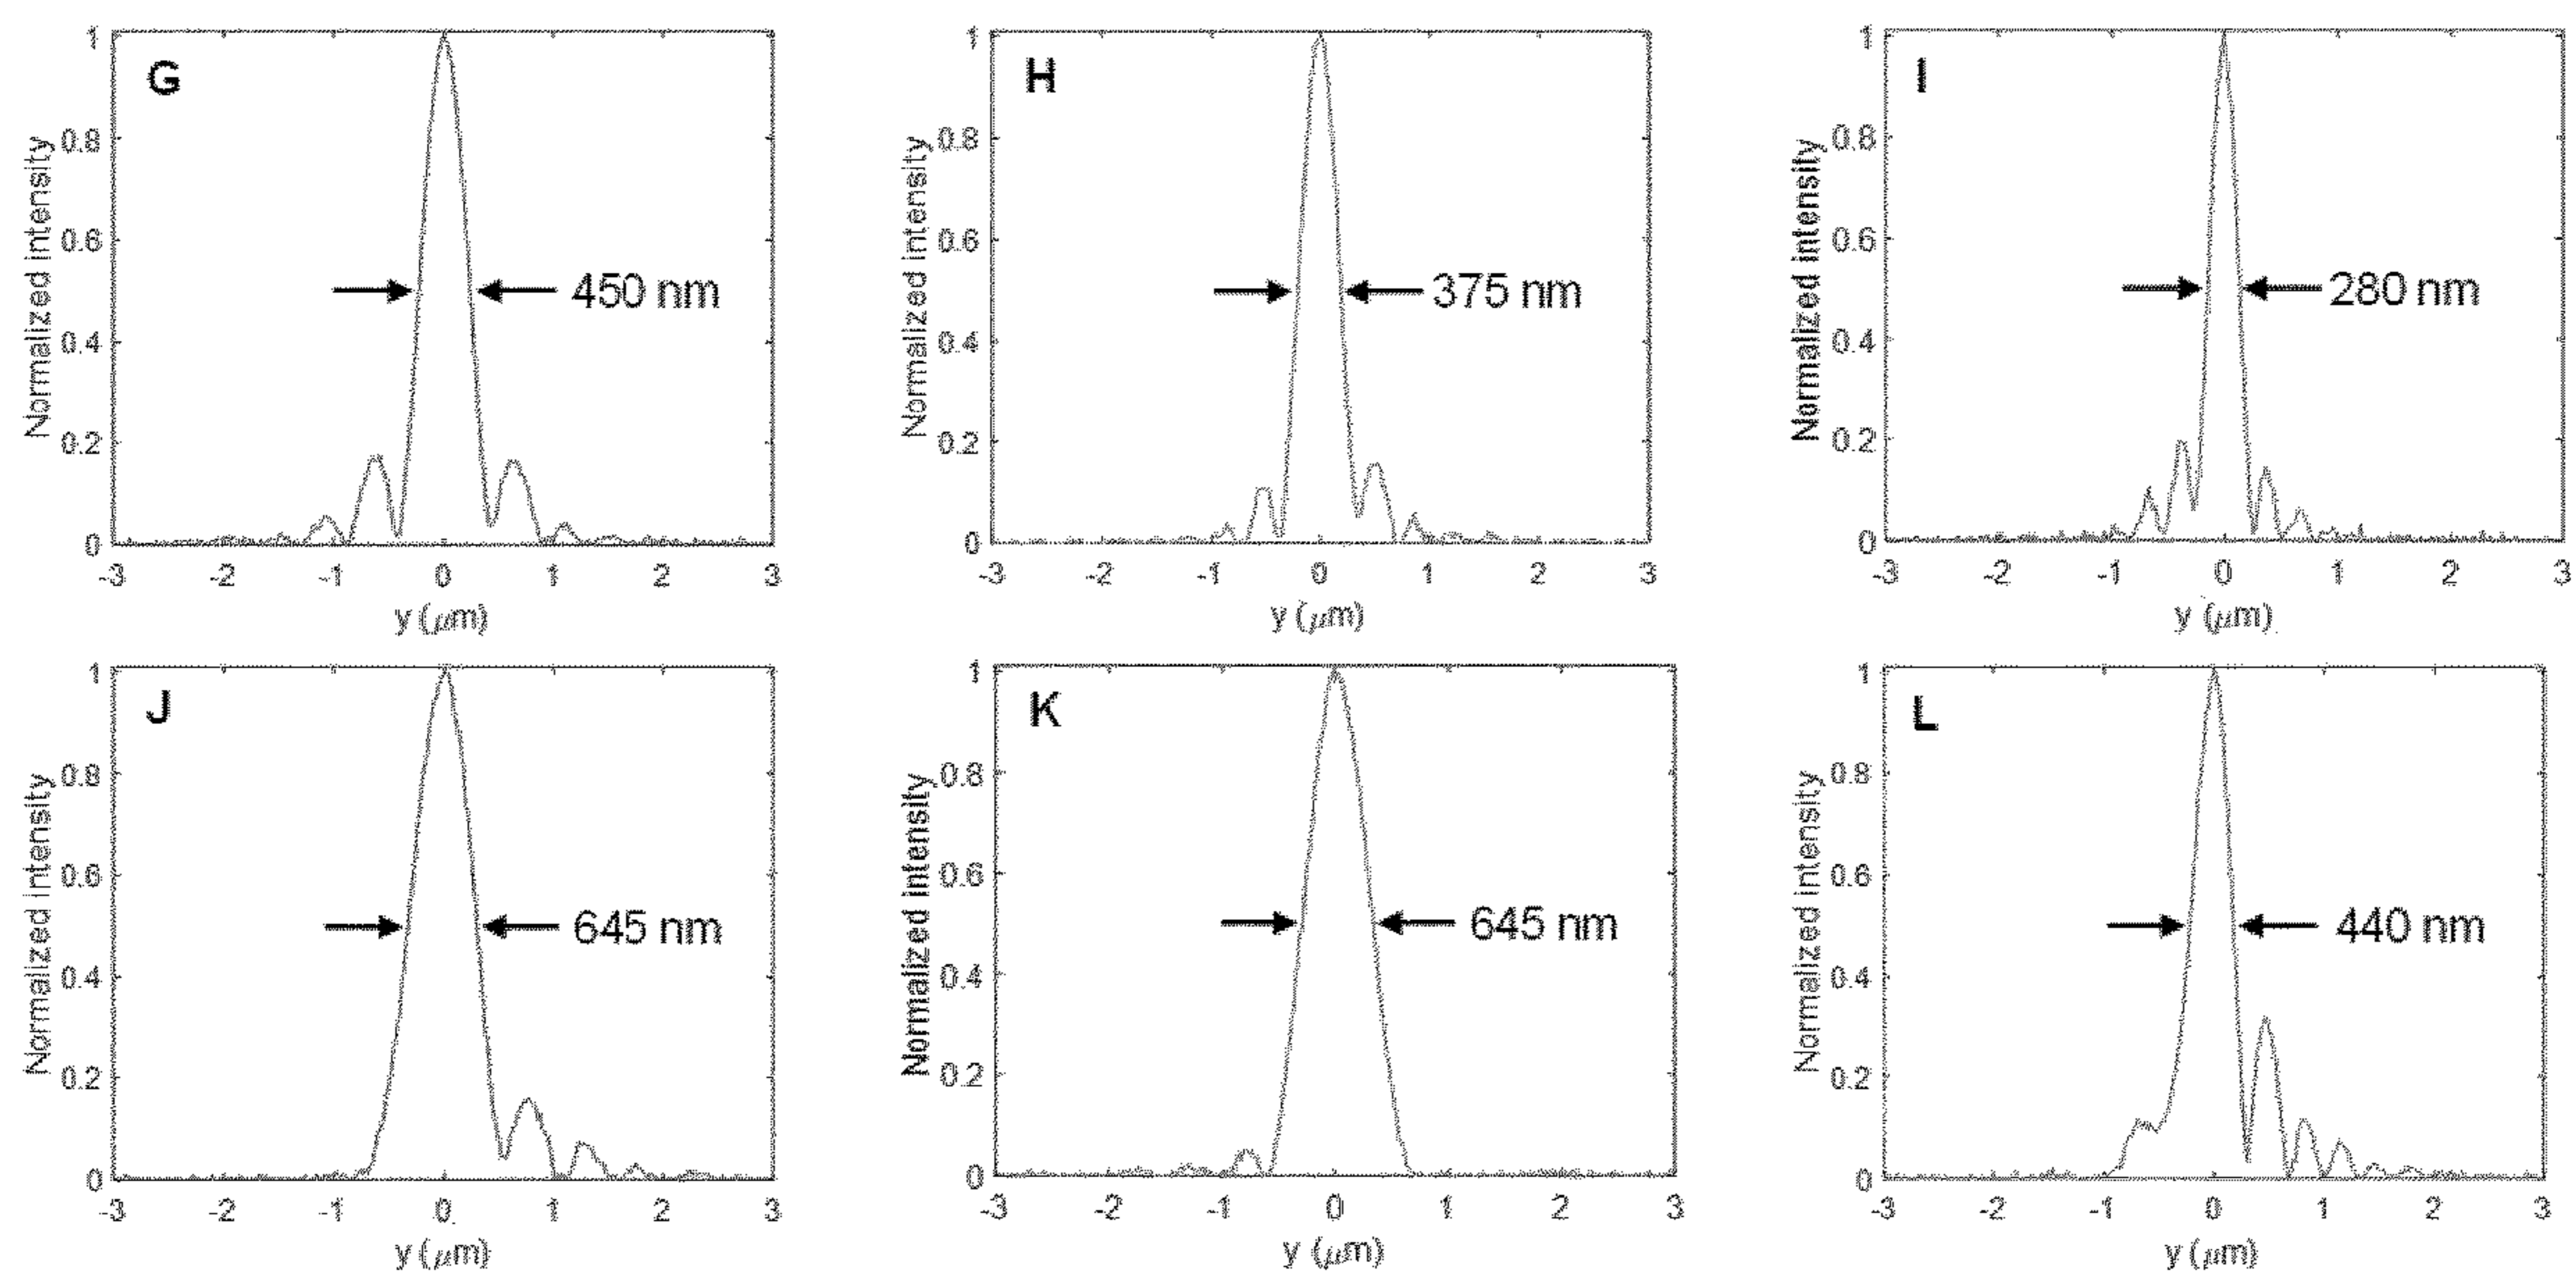 G
Normalized intensity
1
0.8
0.6
0.4
0.2
0
450 nm
-3 -2 -1 0 1 2 3
y (μm)
H
Normalized intensity
1
0.8
0.6
0.4
0.2
0
375 nm
-3 -2 -1 0 1 2 3
y (μm)
I
Normalized intensity
1
0.8
0.6
0.4
0.2
0
280 nm
-3 -2 -1 0 1 2 3
y (μm)
J
Normalized intensity
1
0.8
0.6
0.4
0.2
0
645 nm
-3 -2 -1 0 1 2 3
y (μm)
K
Normalized intensity
1
0.8
0.6
0.4
0.2
0
645 nm
-3 -2 -1 0 1 2 3
y (μm)
L
Normalized intensity
1
0.8
0.6
0.4
0.2
0
440 nm
-3 -2 -1 0 1 2 3
y (μm)